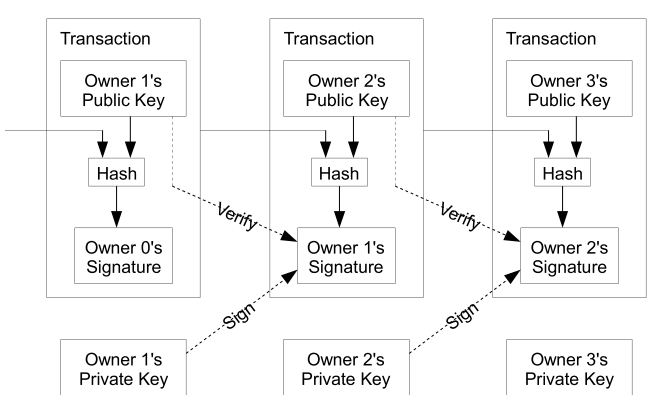 Transaction
Transaction
Transaction
Owner 1's
Public Key
Owner 2's
Public Key
Owner 3's
Public Key
Hash
Hash
Hash
Verify
Verify
Owner 0's
Signature
Owner 1's
Signature
Owner 2's
Signature
Sign
Sign
Owner 1's
Private Key
Owner 2's
Private Key
Owner 3's
Private Key